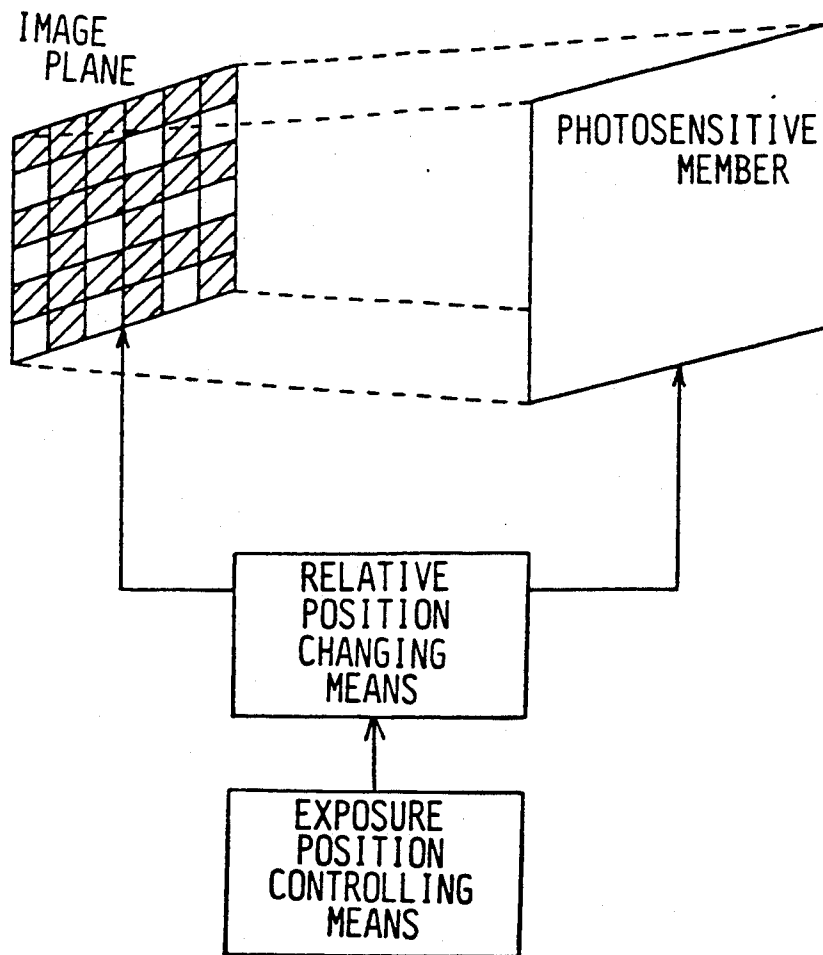 IMAGE
PLANE
PHOTOSENSITIVE
MEMBER
RELATIVE
POSITION
CHANGING
MEANS
EXPOSURE
POSITION
CONTROLLING
MEANS